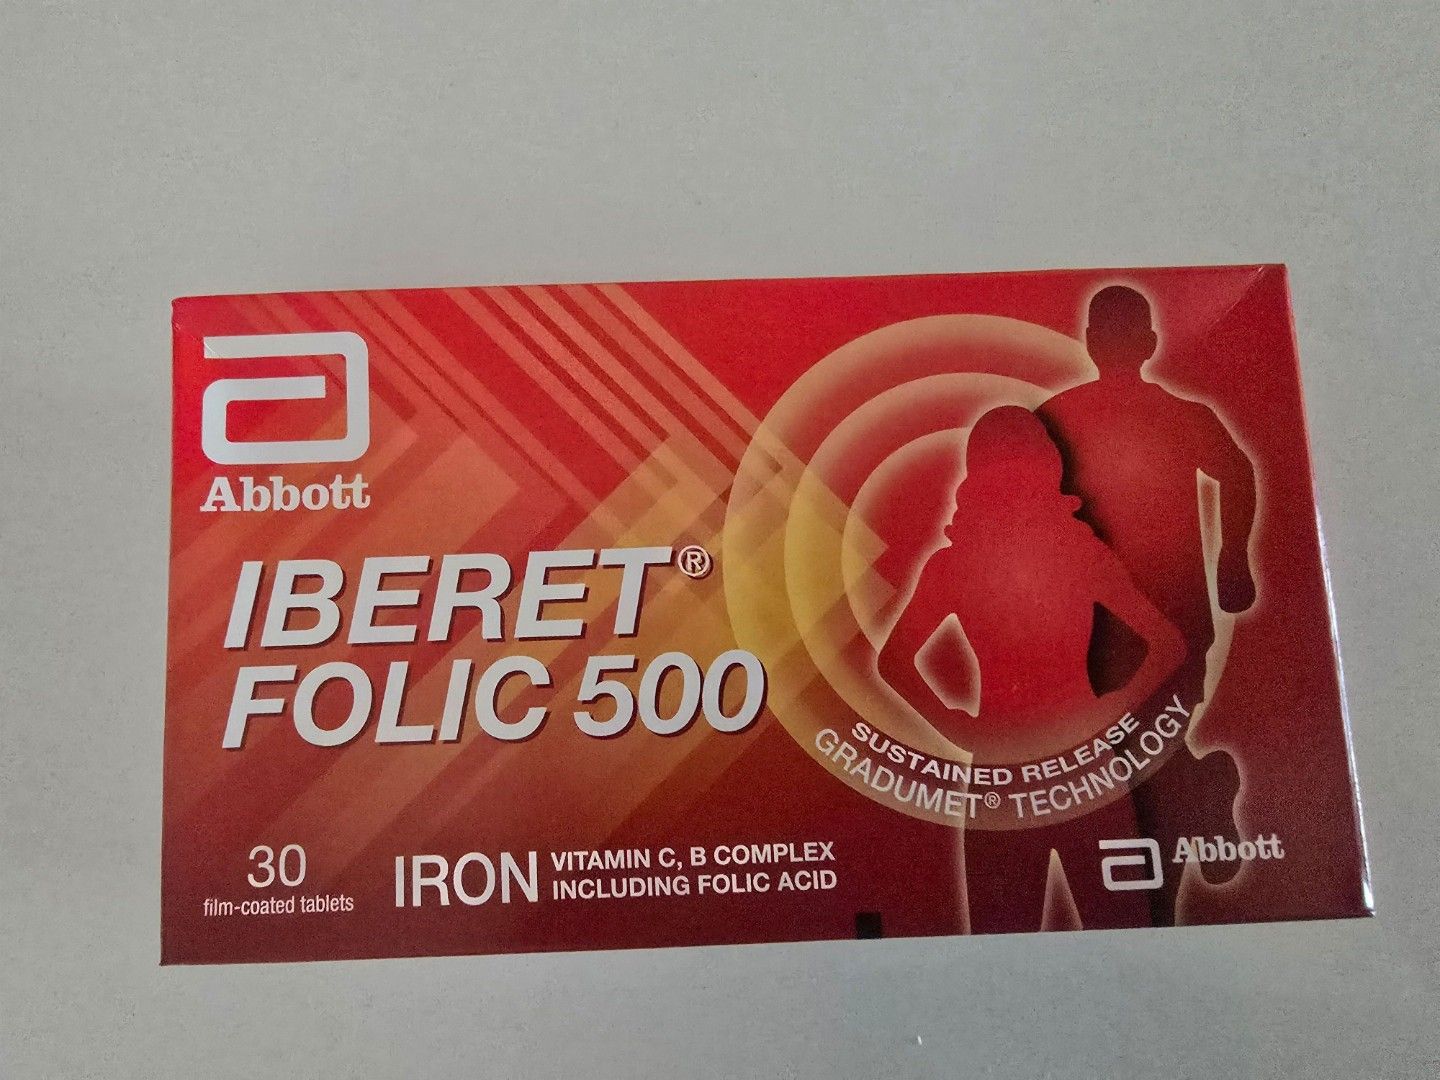 Abbott
IBERET®
FOLIC 500
SUSTAINED RELEASE
GRADUMET® TECHNOLOGY
30
film-coated tablets
IRON
VITAMIN C, B COMPLEX
INCLUDING FOLIC ACID
Abbott